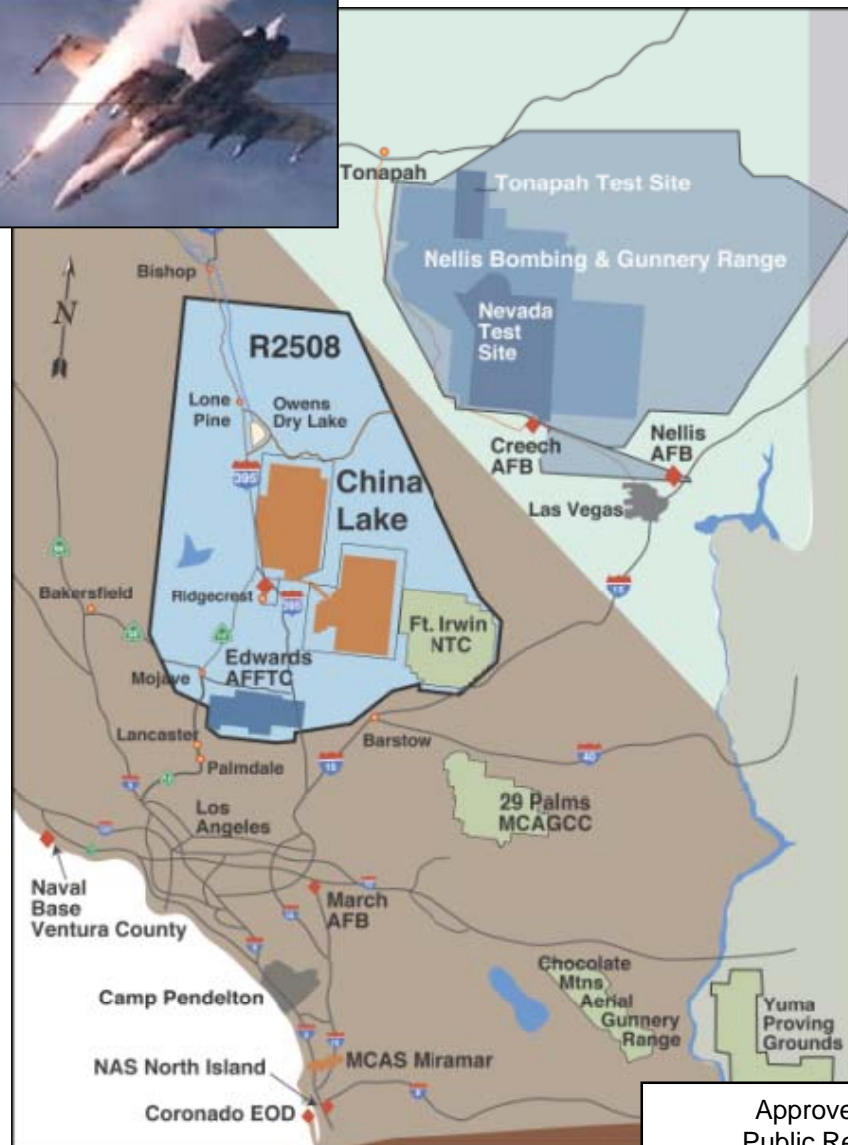 Tonapah
Tonapah Test Site
Nellis Bombing & Gunnery Range
Bishop
Nevada
Test
Site
N
R2508
Lone
Pine
Owens
Dry Lake
Creech
AFB
Nellis
AFB
395
China
Lake
Las Vegas
Ridgecrest
395
15
Bakersfield
Ft. Irwin
NTC
Edwards
AFFTC
Mojave
Lancaster
Barstow
Palmdale
15
40
5
29 Palms
MCAGCC
Los
Angeles
Naval
Base
Ventura County
March
AFB
Chocolate
Mtns
Aerial
Gunnery
Range
Camp Pendelton
Yuma
Proving
Grounds
NAS North Island
MCAS Miramar
Coronado EOD
Approve
Public Re